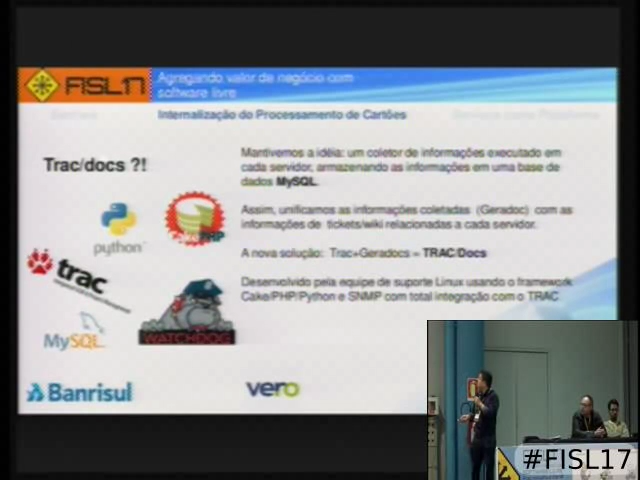 FISL17
Agregando valor de negócio com
software livre
Internalização do Processamento de Cartões
Trac/docs ?!
Mantivemos a idéia: um coletor de informações executado em
cada servidor, armazenando as informações em uma base de
dados MySQL.
Assim, unificamos as informações coletadas (Geradoc) com as
informações de tickets/wiki relacionadas a cada servidor.
A nova solução: Trac+Geradocs = TRAC/Docs
Desenvolvido pela equipe de suporte Linux usando o framework
Cake/PHP/Python e SNMP com total integração com o TRAC
python
CakePHP
trac
MySQL
WATCHDOG
Banrisul
vero
#FISL17